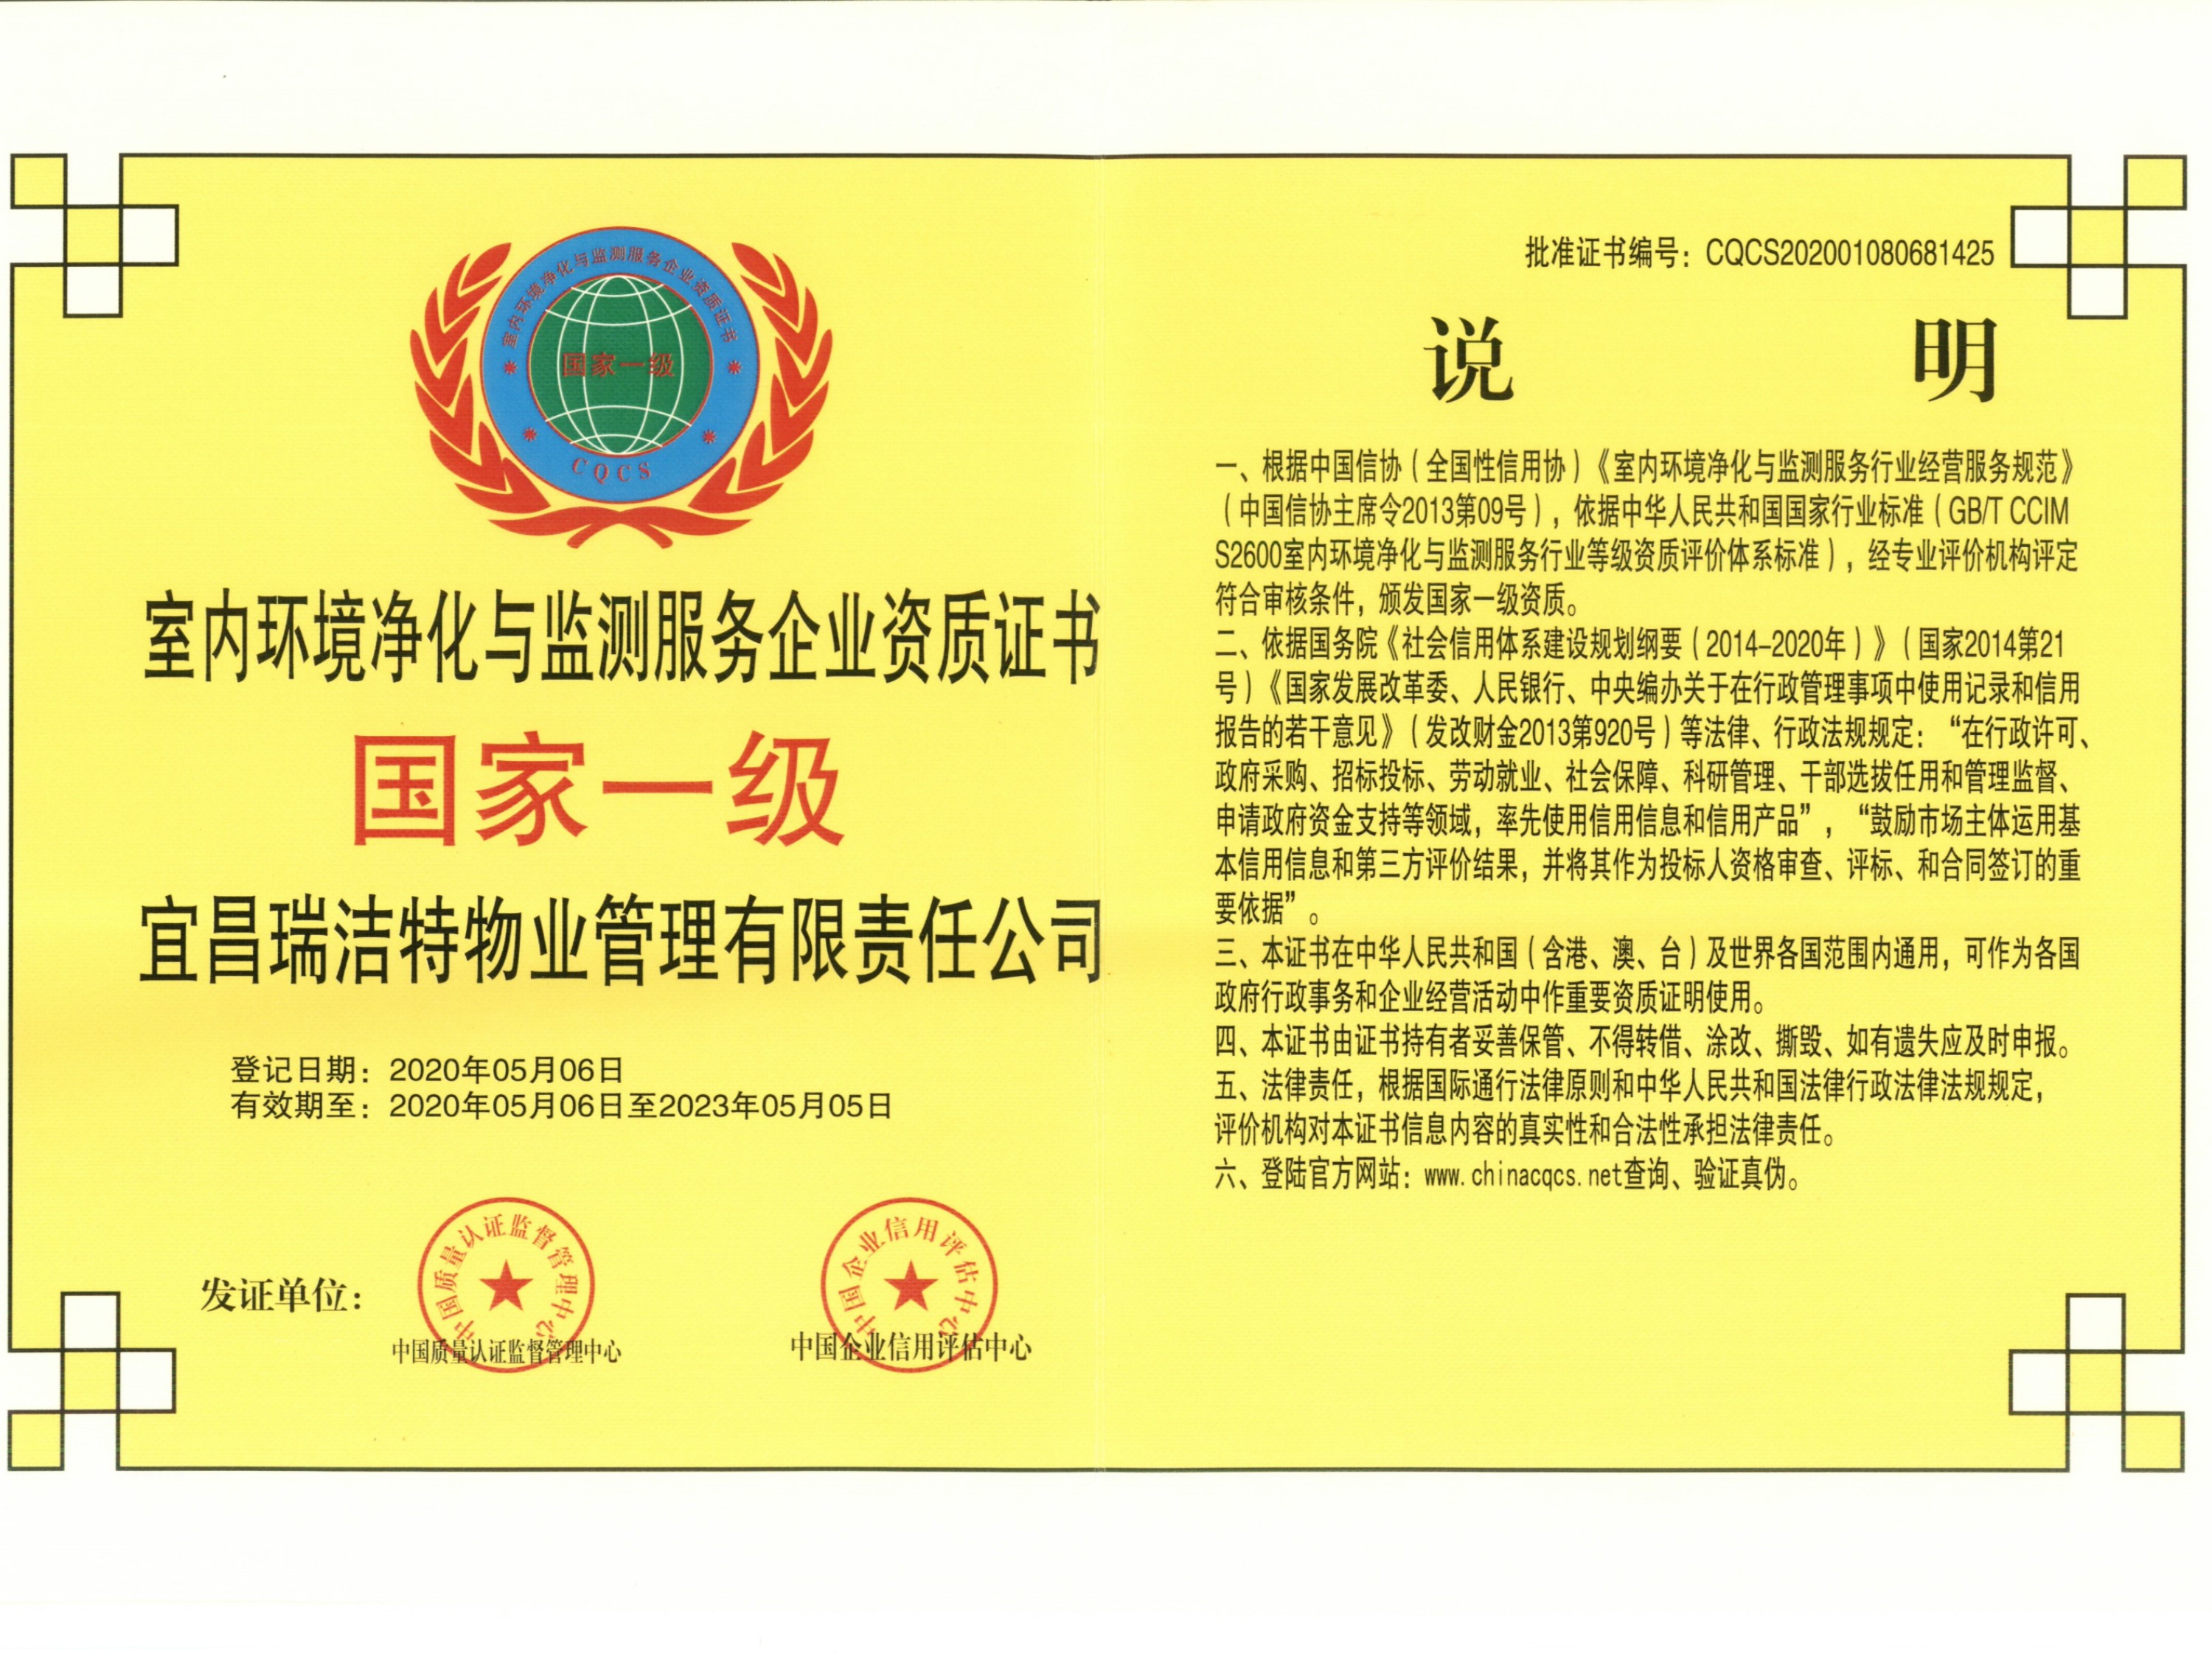 室内环境净化与监测服务企业资质证书
国家一级
CQCS
室内环境净化与监测服务企业资质证书
国家一级
宜昌瑞洁特物业管理有限责任公司
登记日期：2020年05月06日
有效期至：2020年05月06日至2023年05月05日
发证单位：
中国质量认证监督管理中心
中国质量认证监督管理中心
中国企业信用评估中心
中国企业信用评估中心
批准证书编号：CQCS202001080681425
说 明
一、根据中国信协（全国性信用协）《室内环境净化与监测服务行业经营服务规范》
（中国信协主席令2013第09号），依据中华人民共和国国家行业标准（GB/T CCIM
S2600室内环境净化与监测服务行业等级资质评价体系标准），经专业评价机构评定
符合审核条件，颁发国家一级资质。
二、依据国务院《社会信用体系建设规划纲要（2014-2020年）》（国家2014第21
号）《国家发展改革委、人民银行、中央编办关于在行政管理事项中使用记录和信用
报告的若干意见》（发改财金2013第920号）等法律、行政法规规定：“在行政许可、
政府采购、招标投标、劳动就业、社会保障、科研管理、干部选拔任用和管理监督、
申请政府资金支持等领域，率先使用信用信息和信用产品”，“鼓励市场主体运用基
本信用信息和第三方评价结果，并将其作为投标人资格审查、评标、和合同签订的重
要依据”。
三、本证书在中华人民共和国（含港、澳、台）及世界各国范围内通用，可作为各国
政府行政事务和企业经营活动中作重要资质证明使用。
四、本证书由证书持有者妥善保管、不得转借、涂改、撕毁、如有遗失应及时申报。
五、法律责任，根据国际通行法律原则和中华人民共和国法律行政法律法规规定，
评价机构对本证书信息内容的真实性和合法性承担法律责任。
六、登陆官方网站：www.chinacqcs.net查询、验证真伪。